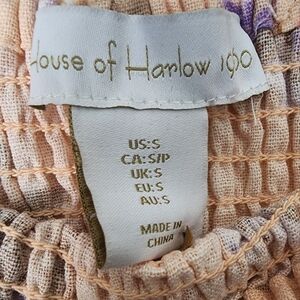 House of Harlow 1960
US:S
CA:S/P
UK:S
EU:S
AU:S
MADE IN
CHINA